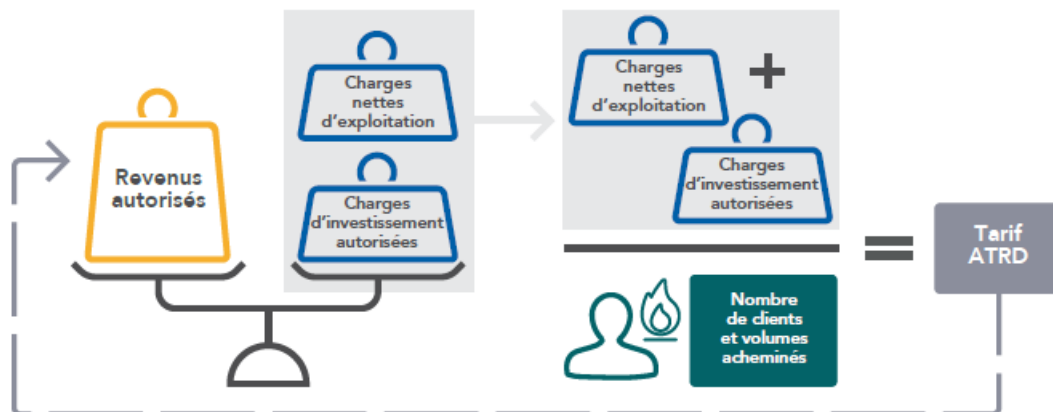 Revenus
autorisés
Charges
nettes
d'exploitation
Charges
d'investissement
autorisées
Charges
nettes
d'exploitation
+
Charges
d'investissement
autorisées
Nombre
de clients
et volumes
acheminés
=
Tarif
ATRD